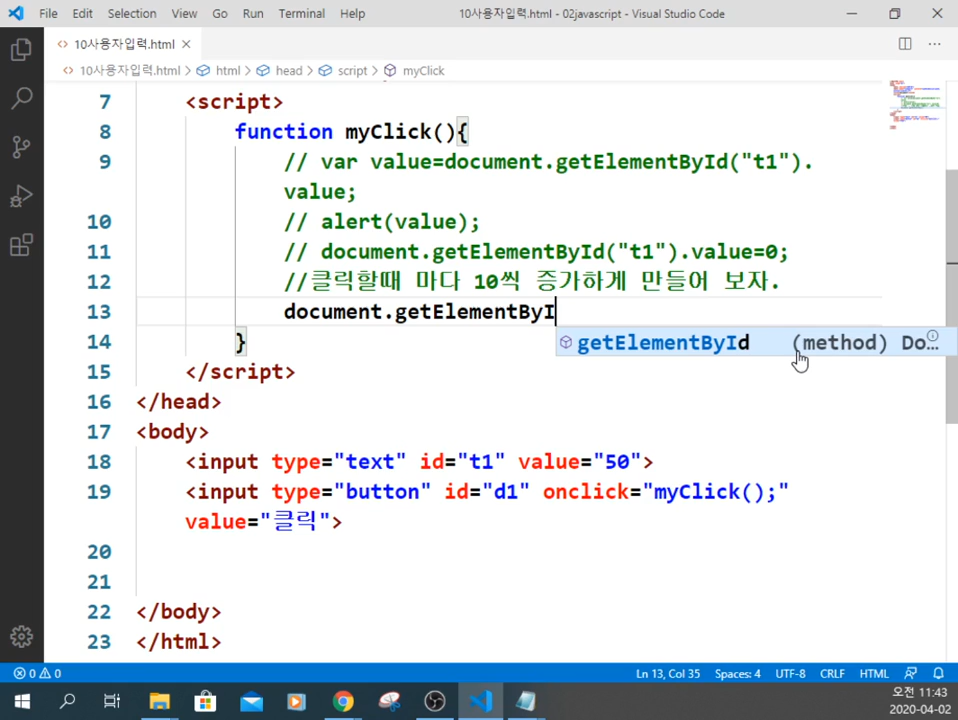 File Edit Selection View Go Run Terminal Help 10사용자입력.html - 02javascript - Visual Studio Code
10사용자입력.html
10사용자입력.html > html > head > script > myClick
7 <script>
8 function myClick(){
9 // var value=document.getElementById("t1").
value;
10 // alert(value);
11 // document.getElementById("t1").value=0;
12 //클릭할때 마다 10씩 증가하게 만들어 보자.
13 document.getElementByI
getElementById (method) Do…
14 }
15 </script>
16 </head>
17 <body>
18 <input type="text" id="t1" value="50">
19 <input type="button" id="d1" onclick="myClick();"
value="클릭">
20
21
22 </body>
23 </html>
0 0 Ln 13, Col 35 Spaces: 4 UTF-8 CRLF HTML
오전 11:43
2020-04-02